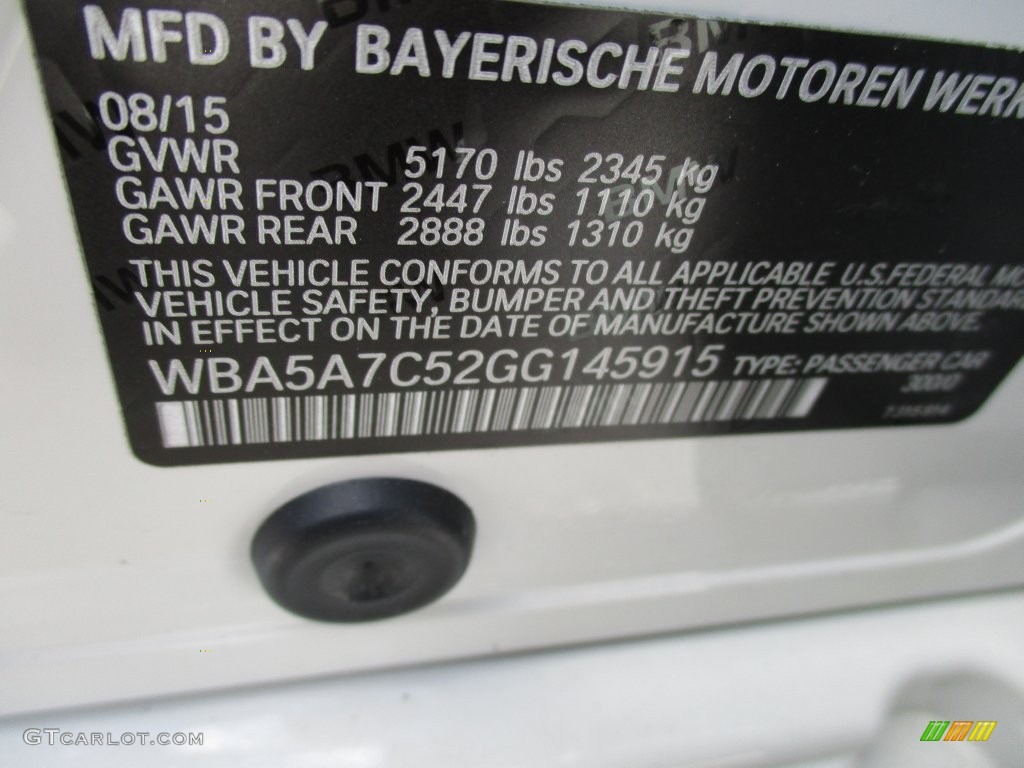 MFD BY BAYERISCHE MOTOREN WERK
08/15
GVWR 5170 lbs 2345 kg
GAWR FRONT 2447 lbs 1110 kg
GAWR REAR 2888 lbs 1310 kg
THIS VEHICLE CONFORMS TO ALL APPLICABLE U.S.FEDERAL MO
VEHICLE SAFETY, BUMPER AND THEFT PREVENTION STANDAR
IN EFFECT ON THE DATE OF MANUFACTURE SHOWN ABOVE.
WBA5A7C52GG145915 TYPE: PASSENGER CAR
300/0
GTCARLOT.COM